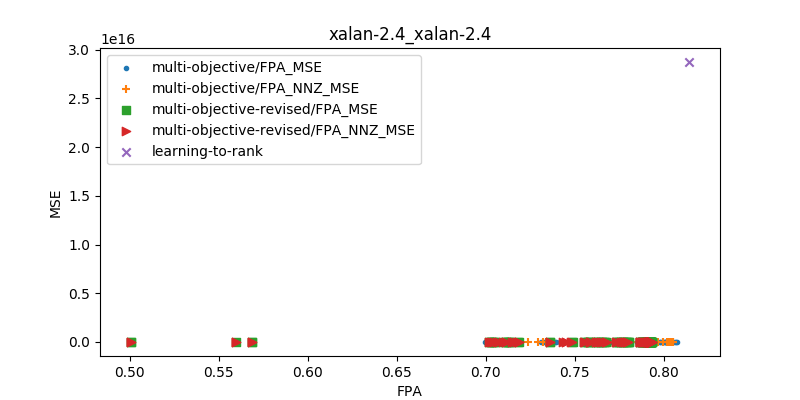 xalan-2.4_xalan-2.4
1e16
3.0
2.5
2.0
1.5
1.0
0.5
0.0
MSE
multi-objective/FPA_MSE
multi-objective/FPA_NNZ_MSE
multi-objective-revised/FPA_MSE
multi-objective-revised/FPA_NNZ_MSE
learning-to-rank
0.50
0.55
0.60
0.65
0.70
0.75
0.80
FPA